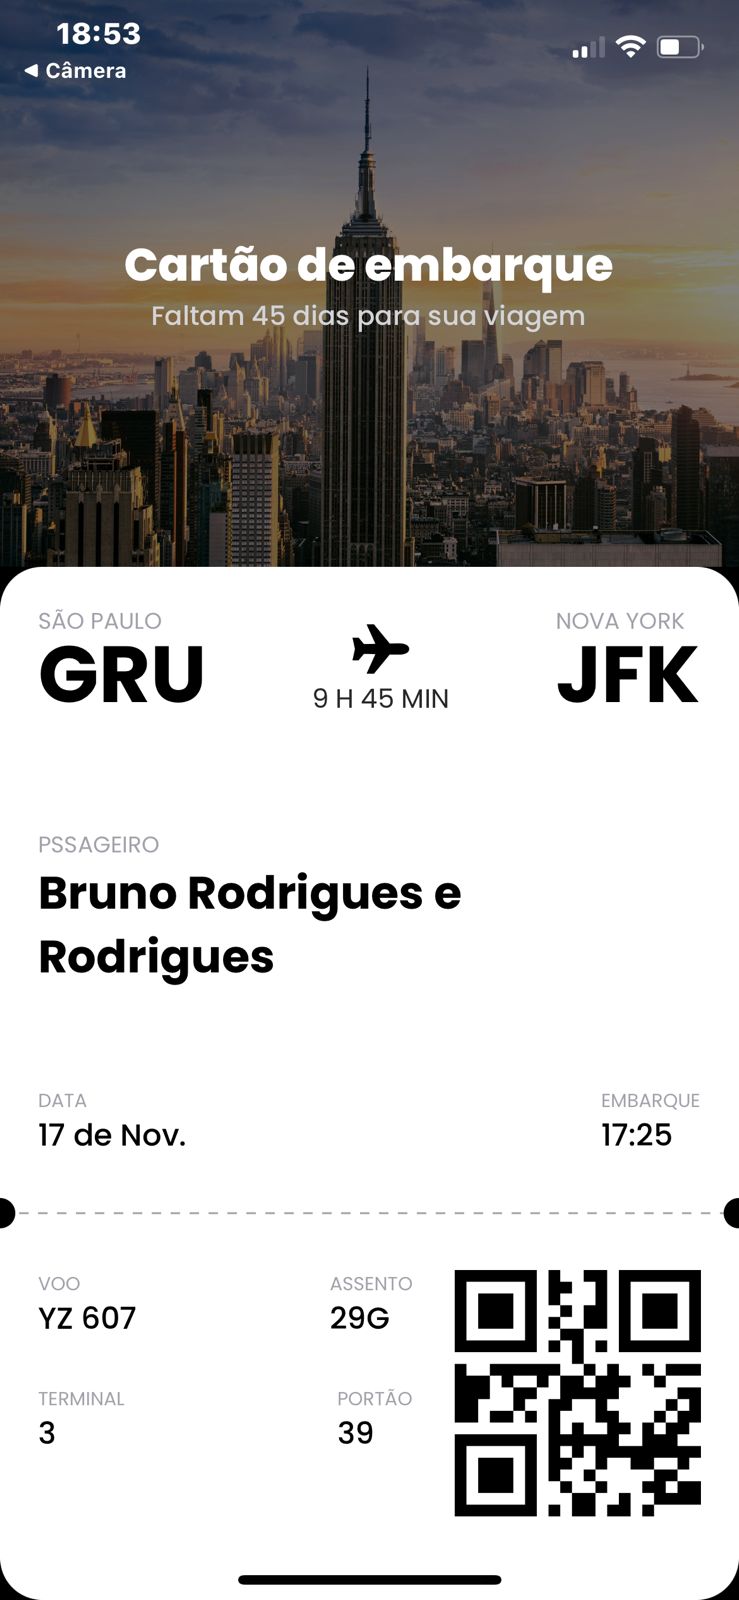 18:53
Câmera
Cartão de embarque
Faltam 45 dias para sua viagem
SÃO PAULO
NOVA YORK
GRU
JFK
9 H 45 MIN
PSSAGEIRO
Bruno Rodrigues e
Rodrigues
DATA
EMBARQUE
17 de Nov.
17:25
VOO
ASSENTO
YZ 607
29G
TERMINAL
PORTÃO
3
39